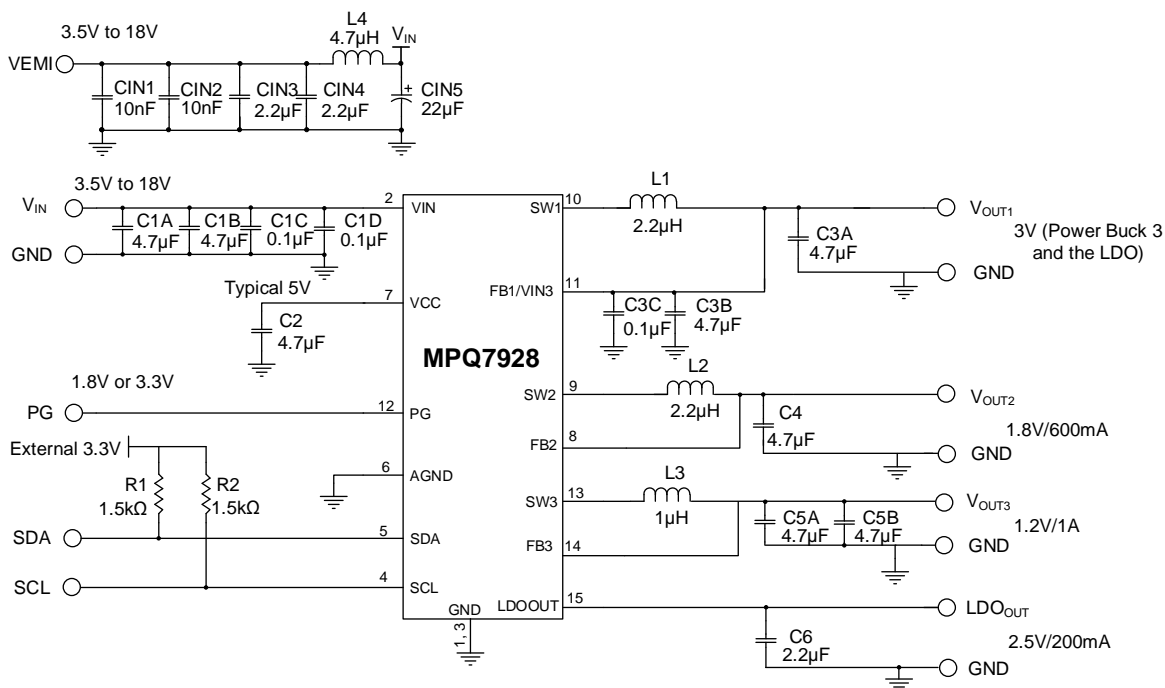 3.5V to 18V
L4
4.7µH
VIN
VEMI
CIN1
10nF
CIN2
10nF
CIN3
2.2µF
CIN4
2.2µF
+
CIN5
22µF
3.5V to 18V
VIN
GND
C1A
4.7µF
C1B
4.7µF
C1C
0.1µF
C1D
0.1µF
2
VIN
Typical 5V
7
VCC
C2
4.7µF
MPQ7928
1.8V or 3.3V
PG
12
PG
External 3.3V
R1
1.5kΩ
R2
1.5kΩ
6
AGND
SDA
5
SDA
SCL
4
SCL
GND
1, 3
SW1
10
L1
2.2µH
VOUT1
3V (Power Buck 3
and the LDO)
C3A
4.7µF
GND
FB1/VIN3
11
C3C
0.1µF
C3B
4.7µF
SW2
9
L2
2.2µH
VOUT2
1.8V/600mA
FB2
8
C4
4.7µF
GND
SW3
13
L3
1µH
VOUT3
1.2V/1A
FB3
14
C5A
4.7µF
C5B
4.7µF
GND
LDOOUT
15
LDOOUT
2.5V/200mA
C6
2.2µF
GND